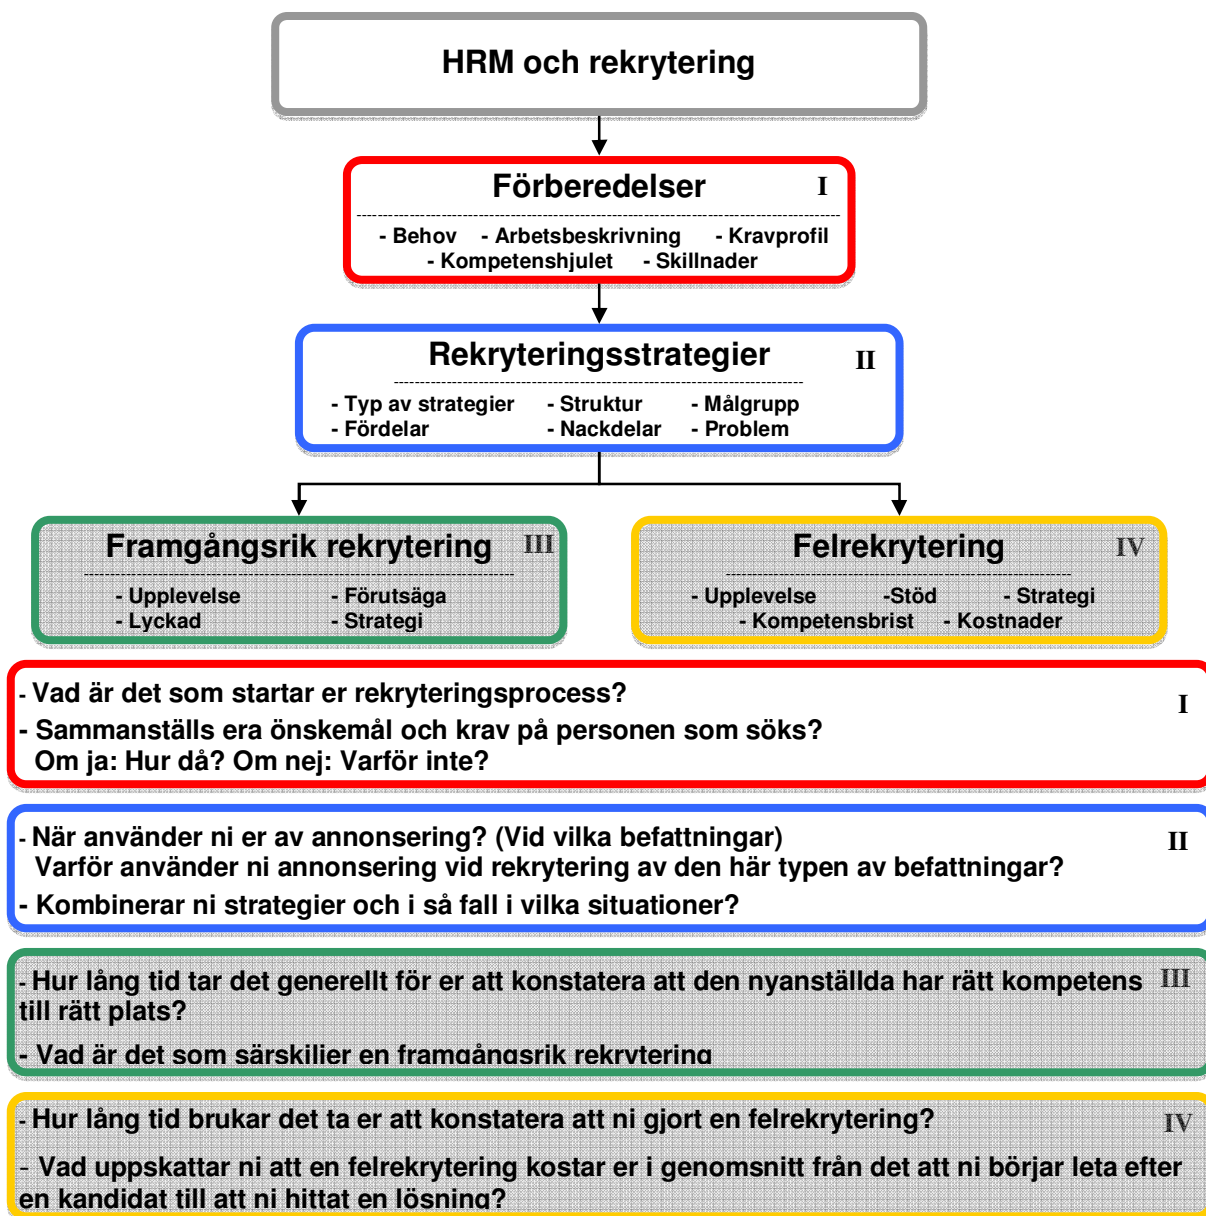 HRM och rekrytering
Förberedelser I
- Behov - Arbetsbeskrivning - Kravprofil
- Kompetenshjulet - Skillnader
Rekryteringsstrategier II
- Typ av strategier - Struktur - Målgrupp
- Fördelar - Nackdelar - Problem
Framgångsrik rekrytering III
- Upplevelse - Förutsäga
- Lyckad - Strategi
Felrekrytering IV
- Upplevelse -Stöd - Strategi
- Kompetensbrist - Kostnader
- Vad är det som startar er rekryteringsprocess? I
- Sammanställs era önskemål och krav på personen som söks?
Om ja: Hur då? Om nej: Varför inte?
- När använder ni er av annonsering? (Vid vilka befattningar) II
Varför använder ni annonsering vid rekrytering av den här typen av befattningar?
- Kombinerar ni strategier och i så fall i vilka situationer?
- Hur lång tid tar det generellt för er att konstatera att den nyanställda har rätt kompetens III
till rätt plats?
- Vad är det som särskiljer en framgångsrik rekrytering
- Hur lång tid brukar det ta er att konstatera att ni gjort en felrekrytering? IV
- Vad uppskattar ni att en felrekrytering kostar er i genomsnitt från det att ni börjar leta efter
en kandidat till att ni hittat en lösning?